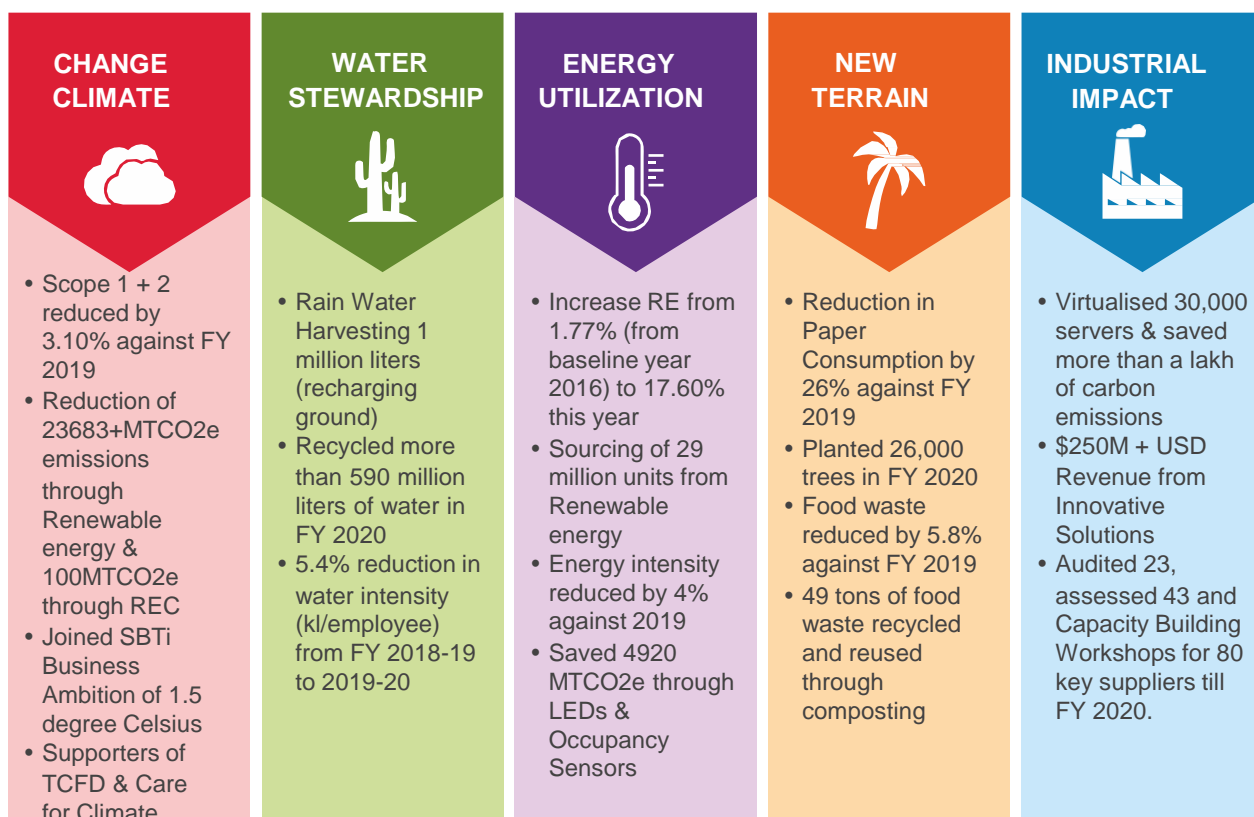 CHANGE
CLIMATE
• Scope 1 + 2
reduced by
3.10% against FY
2019
• Reduction of
23683+MTCO2e
emissions
through
Renewable
energy &
100MTCO2e
through REC
• Joined SBTi
Business
Ambition of 1.5
degree Celsius
• Supporters of
TCFD & Care
for Climate
WATER
STEWARDSHIP
• Rain Water
Harvesting 1
million liters
(recharging
ground)
• Recycled more
than 590 million
liters of water in
FY 2020
• 5.4% reduction in
water intensity
(kl/employee)
from FY 2018-19
to 2019-20
ENERGY
UTILIZATION
• Increase RE from
1.77% (from
baseline year
2016) to 17.60%
this year
• Sourcing of 29
million units from
Renewable
energy
• Energy intensity
reduced by 4%
against 2019
• Saved 4920
MTCO2e through
LEDs &
Occupancy
Sensors
NEW
TERRAIN
• Reduction in
Paper
Consumption by
26% against FY
2019
• Planted 26,000
trees in FY 2020
• Food waste
reduced by 5.8%
against FY 2019
• 49 tons of food
waste recycled
and reused
through
composting
INDUSTRIAL
IMPACT
• Virtualised 30,000
servers & saved
more than a lakh
of carbon
emissions
• $250M + USD
Revenue from
Innovative
Solutions
• Audited 23,
assessed 43 and
Capacity Building
Workshops for 80
key suppliers till
FY 2020.